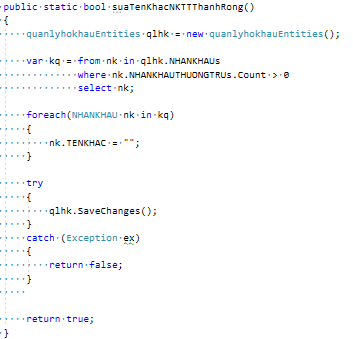 public static bool suaTenKhacNKTTThanhRong()
{
quanlyhokhauEntities qlhk = new quanlyhokhauEntities();
var kq = from nk in qlhk.NHANKHAUs
where nk.NHANKHAUTHUONGTRUs.Count > 0
select nk;
foreach(NHANKHAU nk in kq)
{
nk.TENKHAC = "";
}
try
{
qlhk.SaveChanges();
}
catch (Exception ex)
{
return false;
}
return true;
}